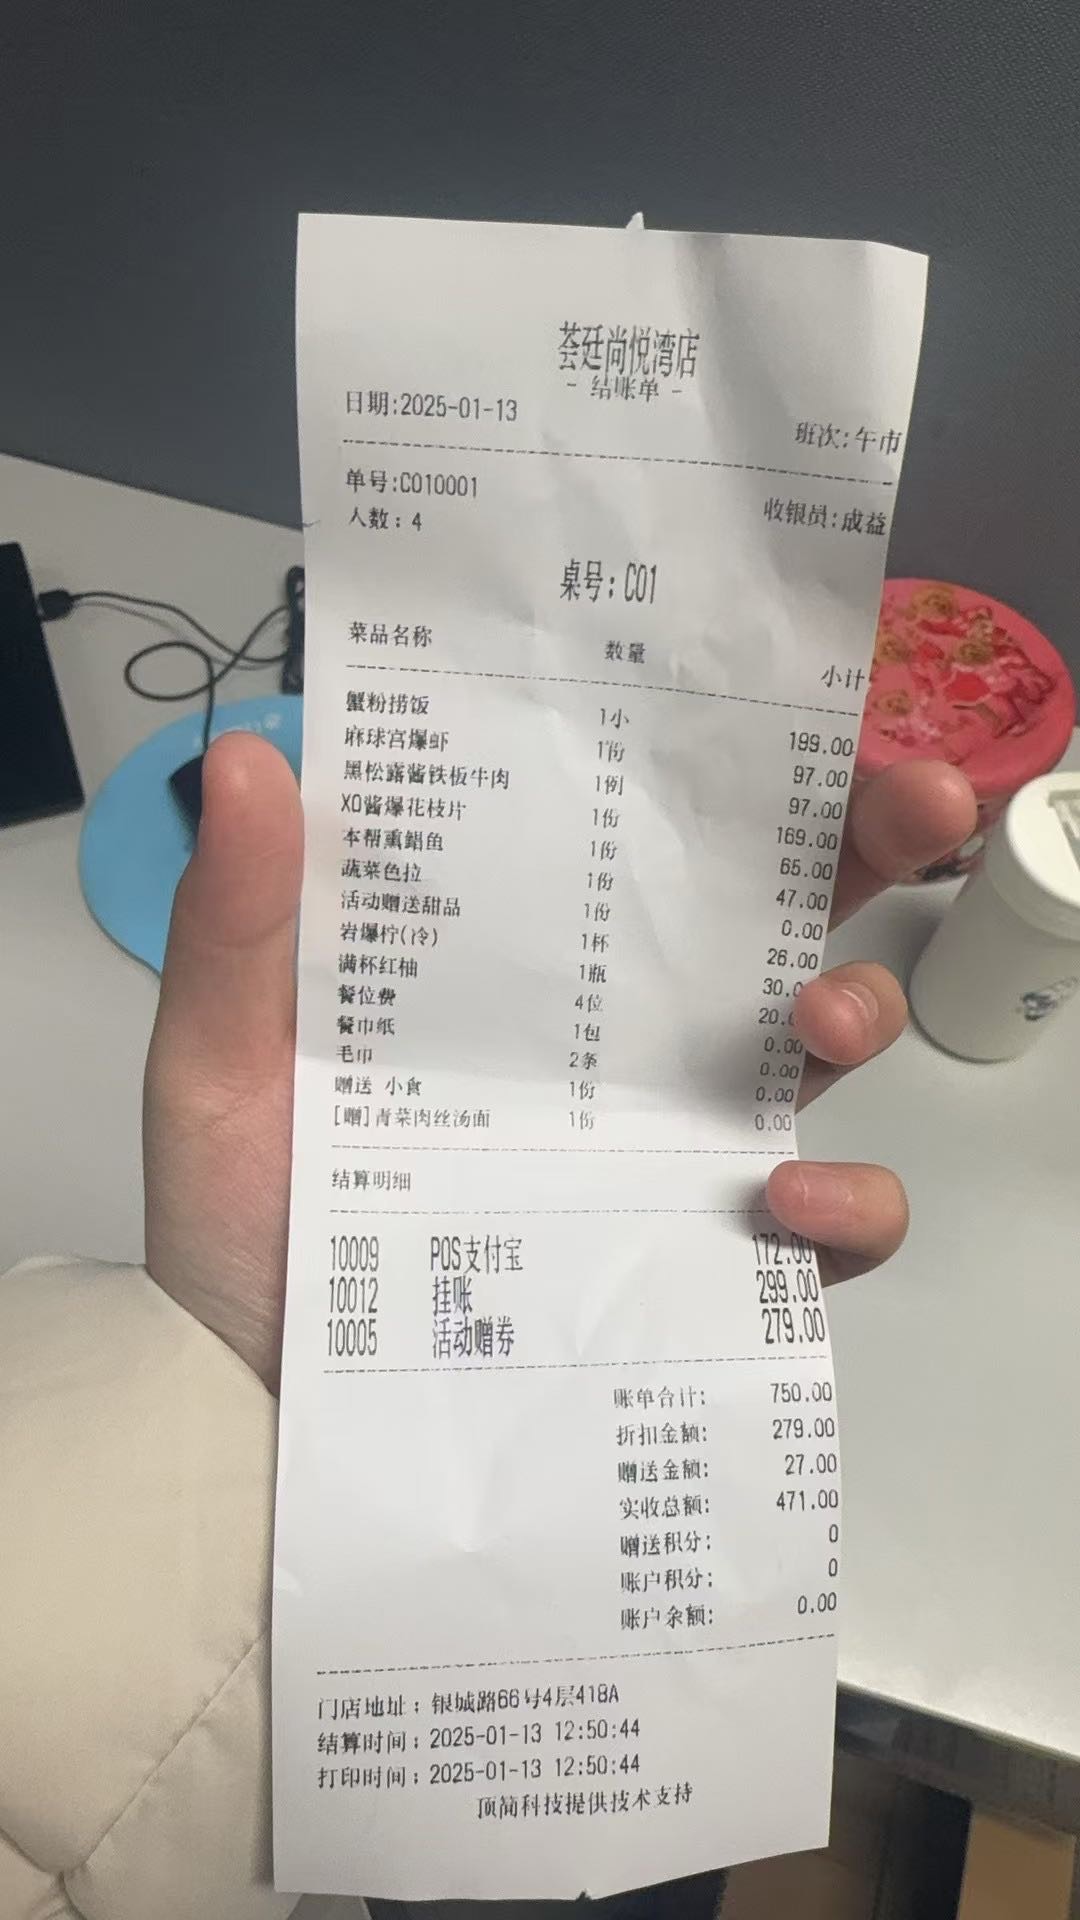 荟廷尚悦湾店
- 结账单 -
日期:2025-01-13 班次:午市
单号:C010001 收银员:成益
人数: 4
桌号: C01
菜品名称 数量 小计
蟹粉捞饭 1小 199.00
麻球宫爆虾 1份 97.00
黑松露酱铁板牛肉 1例 97.00
XO酱爆花枝片 1份 169.00
本帮熏鲳鱼 1份 65.00
蔬菜色拉 1份 47.00
活动赠送甜品 1份 0.00
岩爆柠(冷) 1杯 26.00
满杯红柚 1瓶 30.0
餐位费 4位 20.0
餐巾纸 1包 0.00
毛巾 2条 0.00
赠送 小食 1份 0.00
[赠]青菜肉丝汤面 1份 0.00
结算明细
10009 POS支付宝 172.00
10012 挂账 299.00
10005 活动赠券 279.00
账单合计: 750.00
折扣金额: 279.00
赠送金额: 27.00
实收总额: 471.00
赠送积分: 0
账户积分: 0
账户余额: 0.00
门店地址: 银城路66号4层418A
结算时间: 2025-01-13 12:50:44
打印时间: 2025-01-13 12:50:44
顶简科技提供技术支持